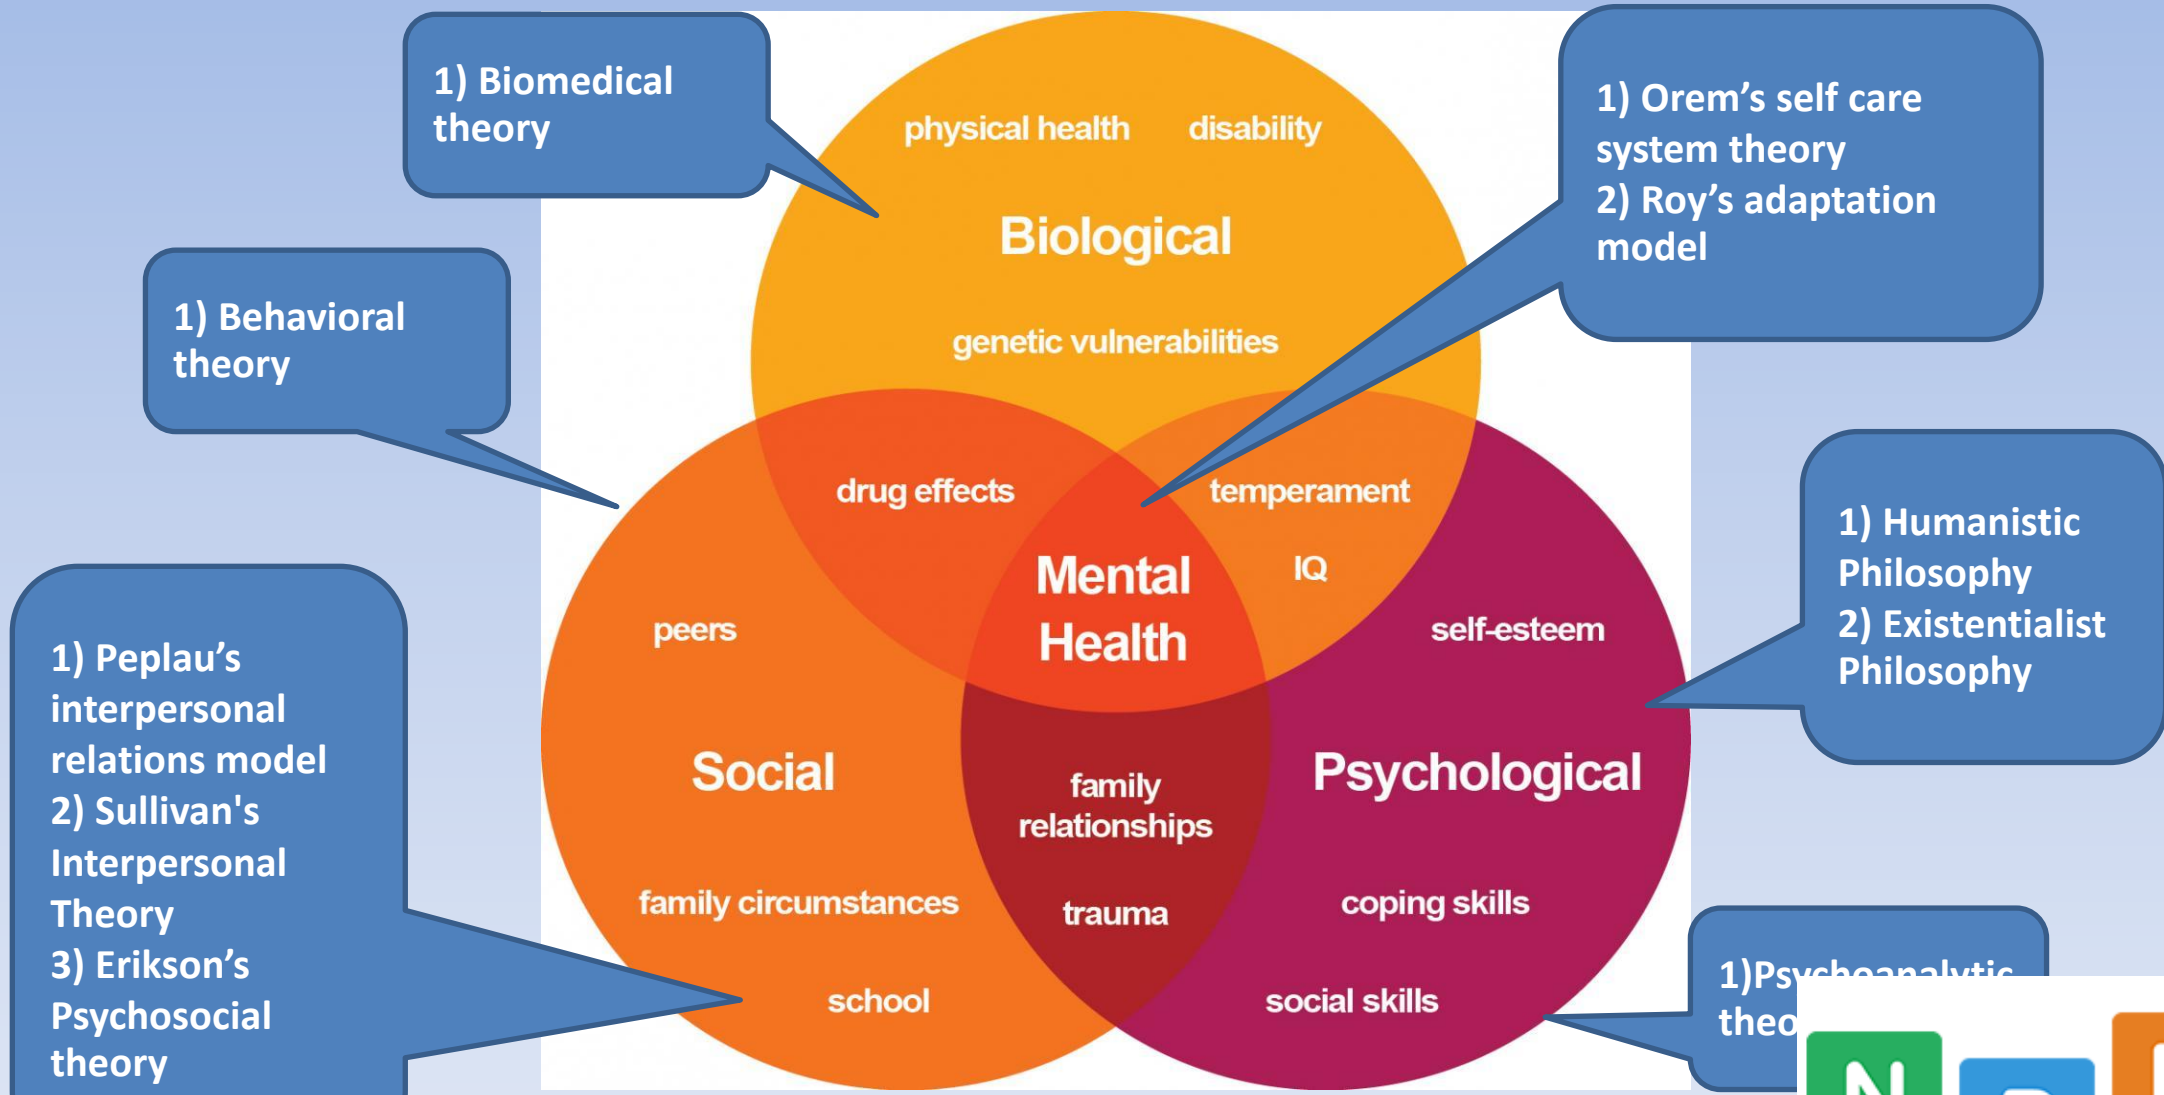 1) Biomedical
theory
1) Orem’s self care
system theory
2) Roy’s adaptation
model
1) Behavioral
theory
1) Humanistic
Philosophy
2) Existentialist
Philosophy
1) Peplau’s
interpersonal
relations model
2) Sullivan's
Interpersonal
Theory
3) Erikson’s
Psychosocial
theory
1)Psychoanalytic
physical health disability
Biological
genetic vulnerabilities
drug effects
temperament
IQ
Mental
Health
peers
self-esteem
Social
Psychological
family
relationships
family circumstances
trauma
coping skills
school
social skills
N